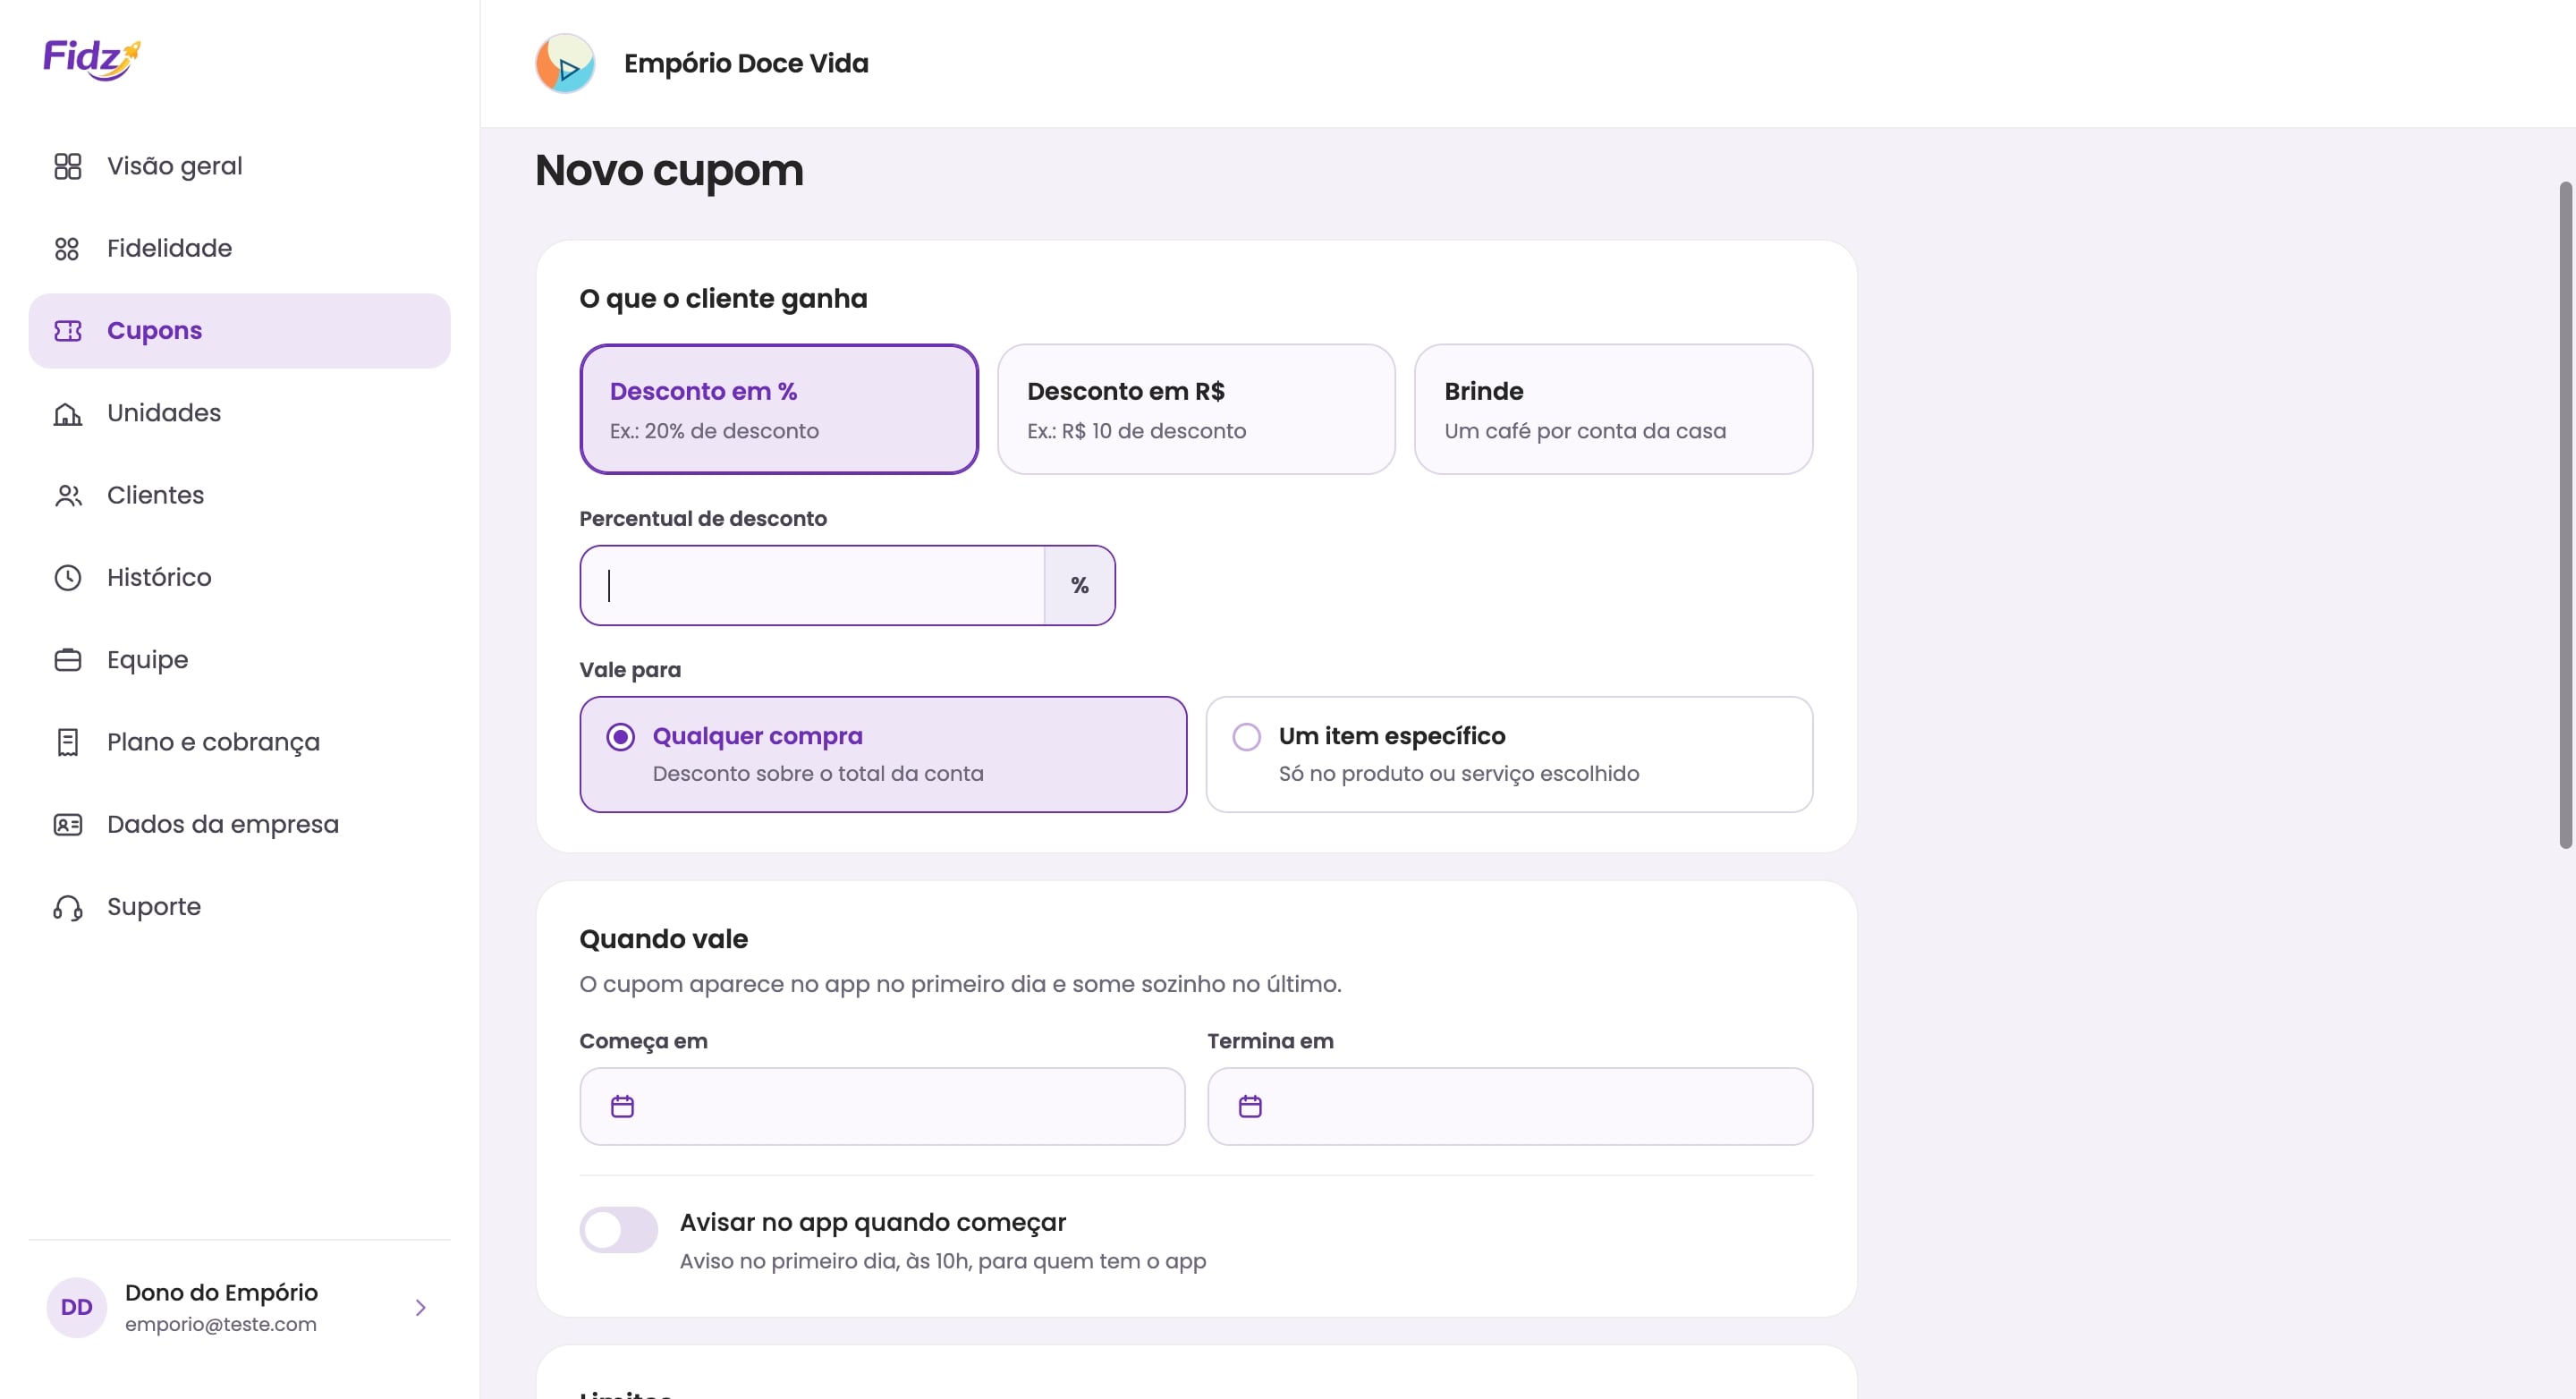 Fidz
Visão geral
Fidelidade
Cupons
Unidades
Clientes
Histórico
Equipe
Plano e cobrança
Dados da empresa
Suporte
DD
Dono do Empório
emporio@teste.com
Empório Doce Vida
Novo cupom
O que o cliente ganha
Desconto em %
Ex.: 20% de desconto
Desconto em R$
Ex.: R$ 10 de desconto
Brinde
Um café por conta da casa
Percentual de desconto
%
Vale para
Qualquer compra
Desconto sobre o total da conta
Um item específico
Só no produto ou serviço escolhido
Quando vale
O cupom aparece no app no primeiro dia e some sozinho no último.
Começa em
Termina em
Avisar no app quando começar
Aviso no primeiro dia, às 10h, para quem tem o app